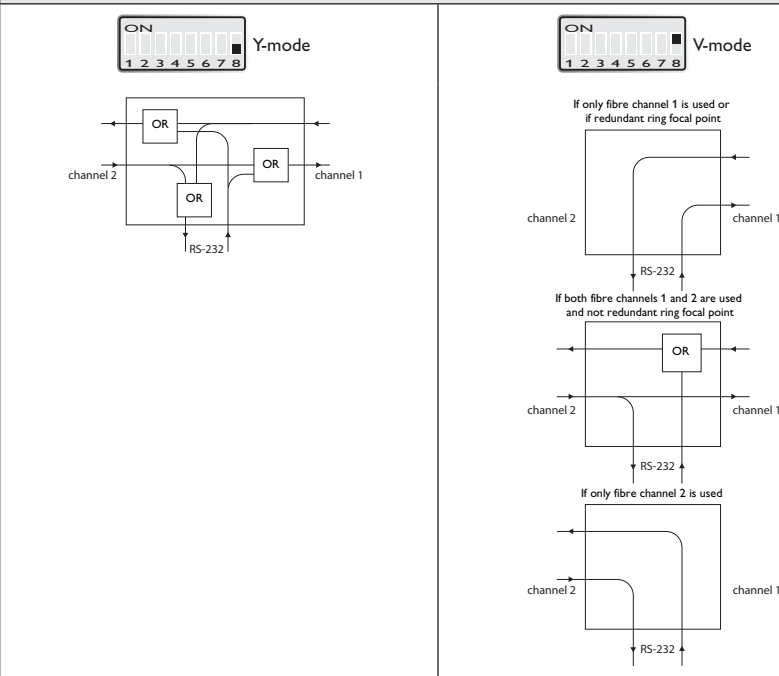 ON
1 2 3 4 5 6 7 8
Y-mode
OR
OR
channel 2
channel 1
OR
RS-232
ON
1 2 3 4 5 6 7 8
V-mode
If only fibre channel 1 is used or
if redundant ring focal point
channel 2
channel 1
RS-232
If both fibre channels 1 and 2 are used
and not redundant ring focal point
OR
channel 2
channel 1
RS-232
If only fibre channel 2 is used
channel 2
channel 1
RS-232